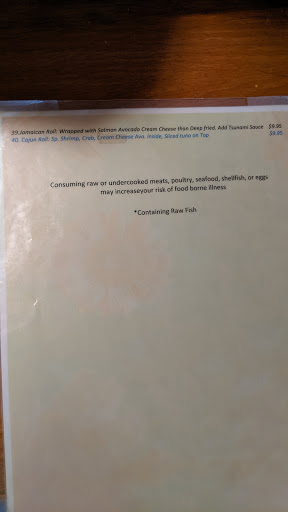 39.Jamaican Roll: Wrapped with Salmon Avocado Cream Cheese than Deep fried. Add Tsunami Sauce $9.95
40. Cajun Roll: Sp. Shrimp, Crab, Cream Cheese Avo. Inside, Sliced tuna on Top $9.95
Consuming raw or undercooked meats, poultry, seafood, shellfish, or eggs
may increaseyour risk of food borne illness
*Containing Raw Fish